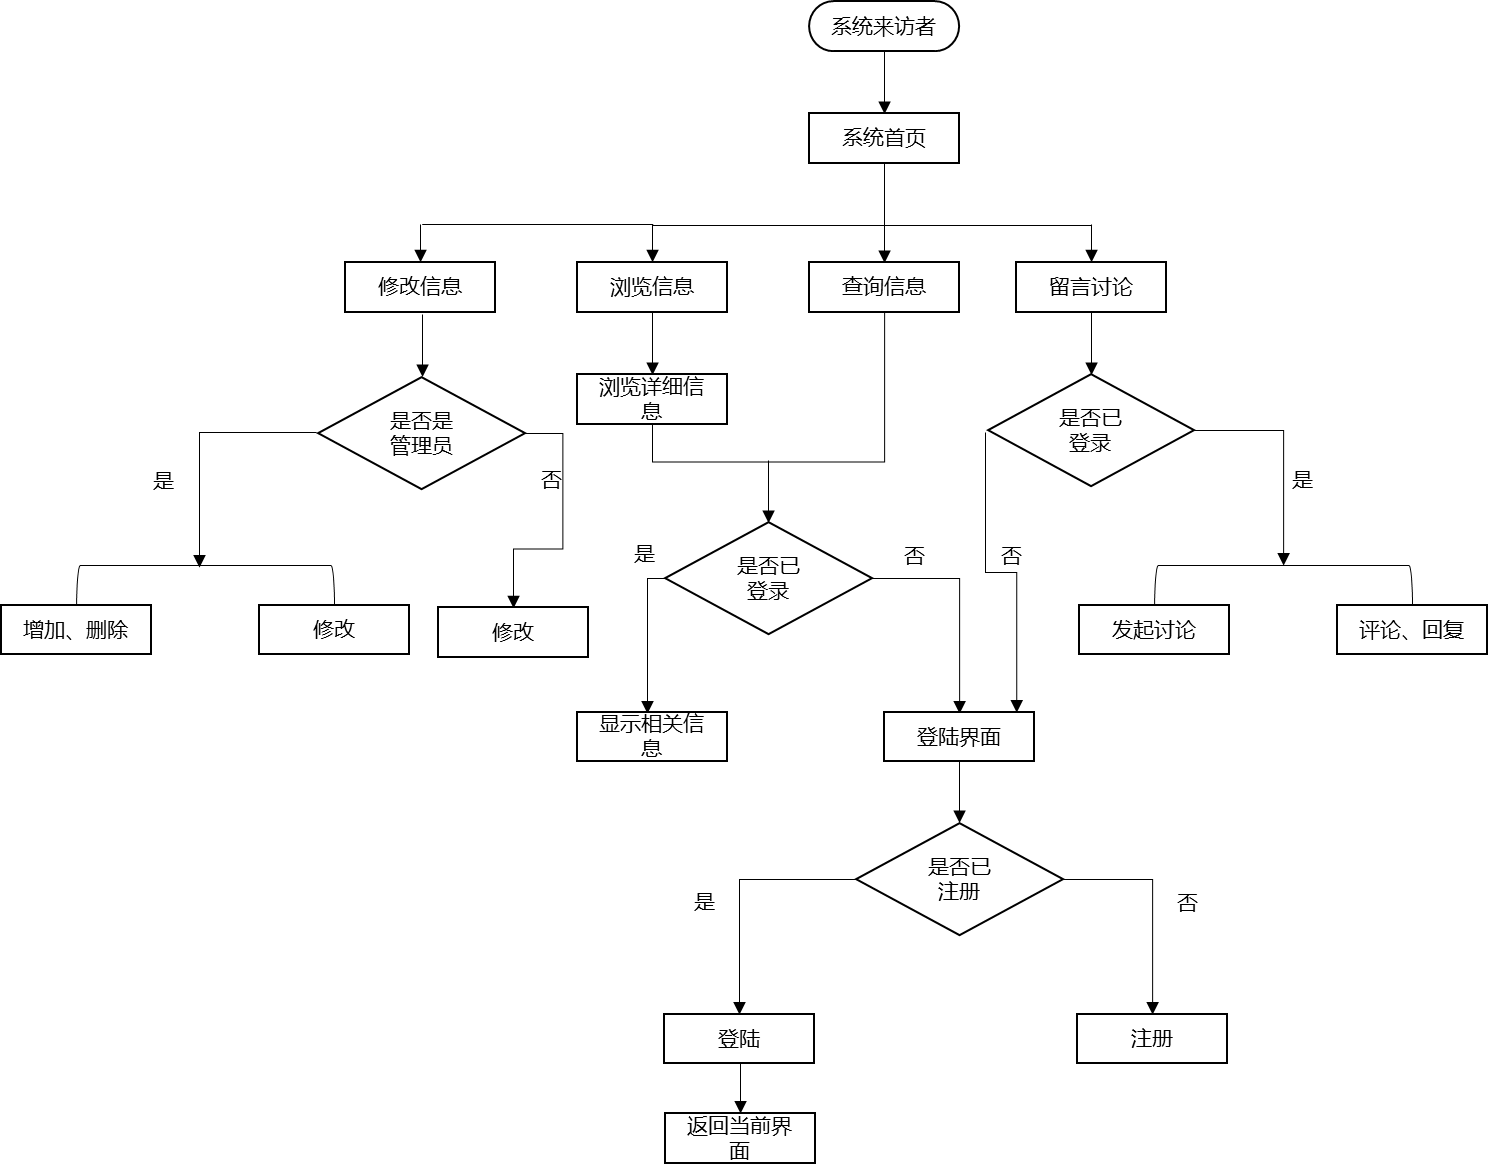 系统来访者
系统首页
修改信息
浏览信息
查询信息
留言讨论
浏览详细信
息
是否是
管理员
是否已
登录
是
否
是
是
否
否
是否已
登录
增加、删除
修改
修改
发起讨论
评论、回复
显示相关信
息
登陆界面
是否已
注册
是
否
登陆
注册
返回当前界
面